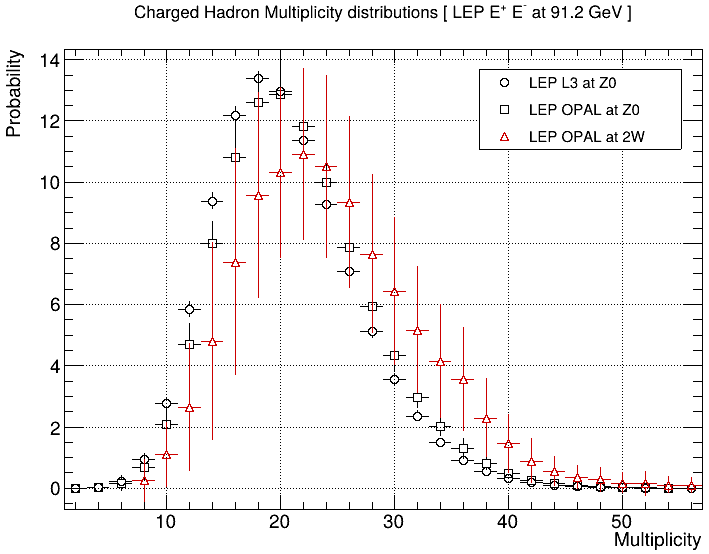 Charged Hadron Multiplicity distributions [ LEP E+ E- at 91.2 GeV ]
Probability
14
12
10
8
6
4
2
0
LEP L3 at Z0
LEP OPAL at Z0
LEP OPAL at 2W
10 20 30 40 50
Multiplicity